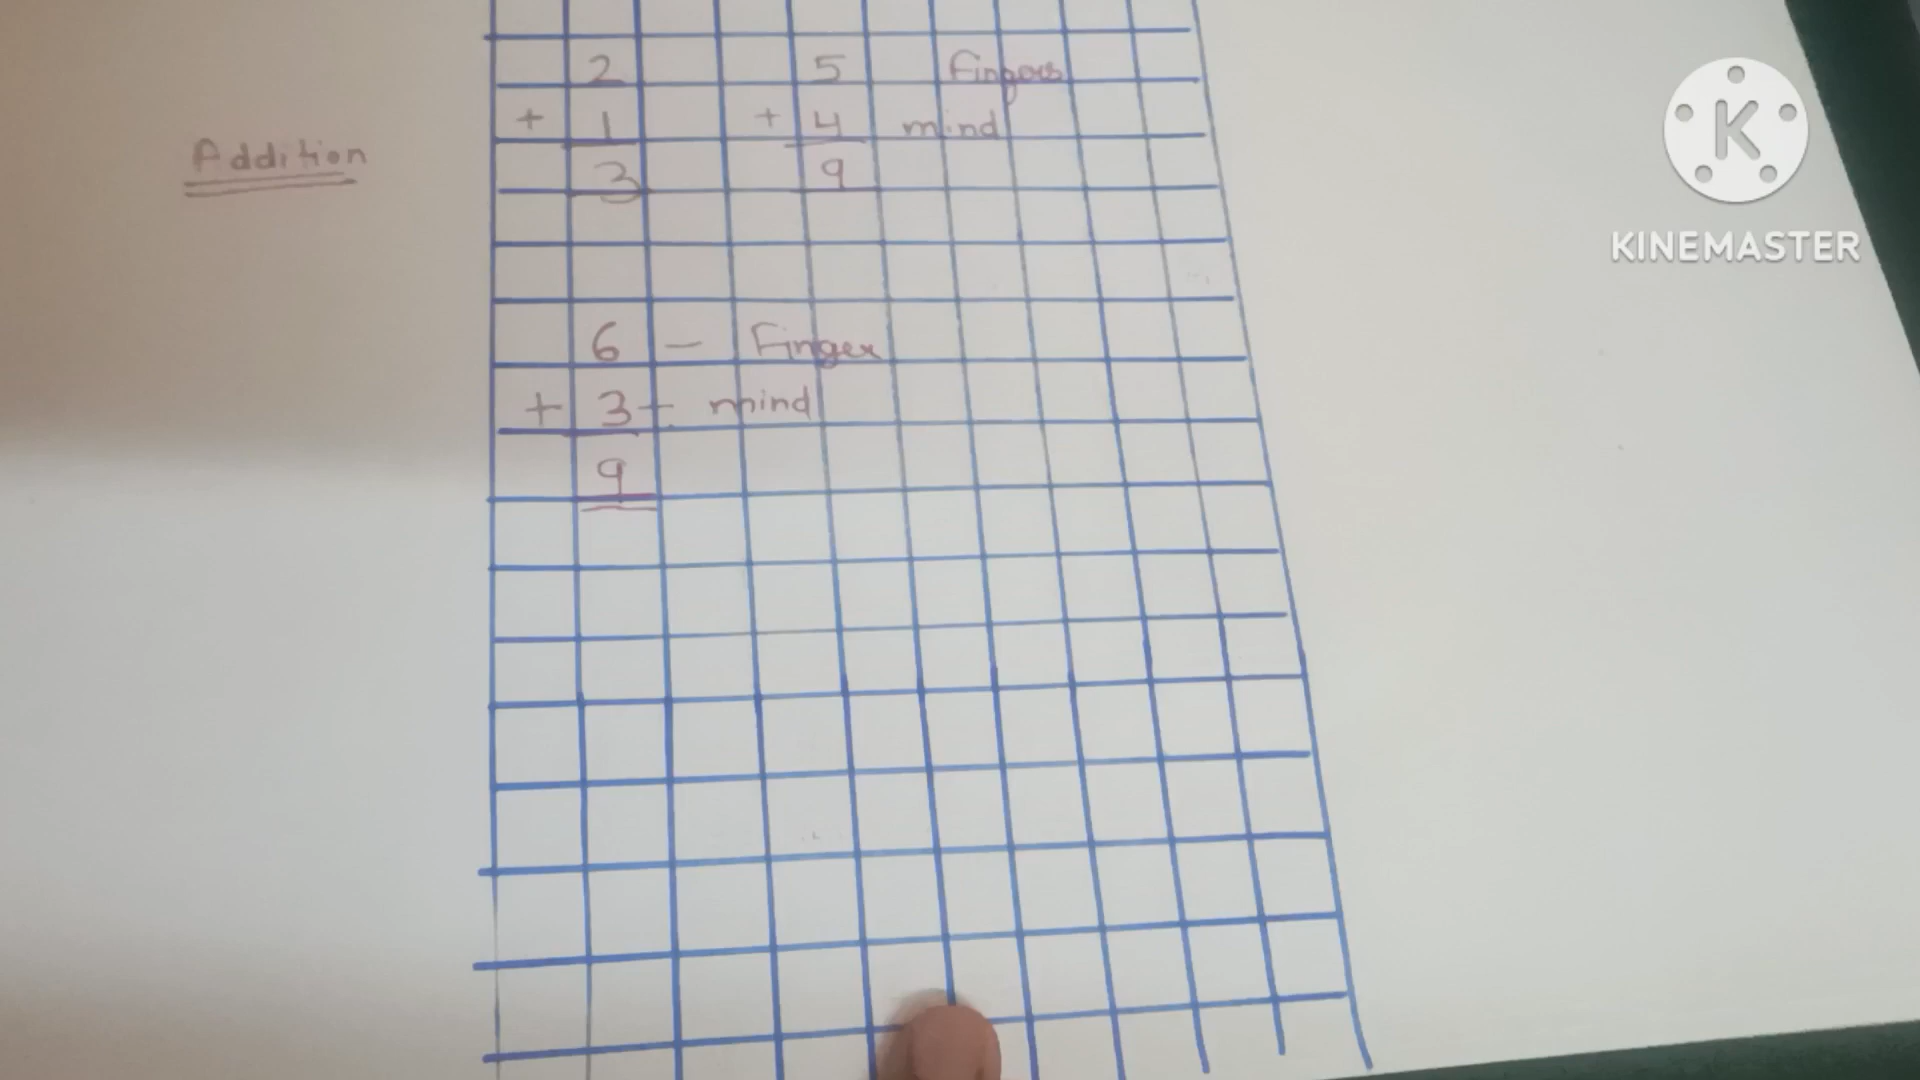 Addition
2 5 Fingers
+ 1 + 4 mind
3 9
6 - Finger
+ 3 - mind
9
K
KINEMASTER